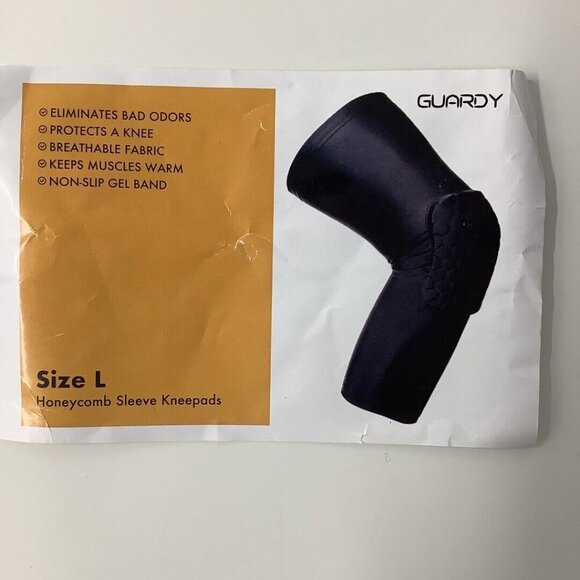 ELIMINATES BAD ODORS
PROTECTS A KNEE
BREATHABLE FABRIC
KEEPS MUSCLES WARM
NON-SLIP GEL BAND
GUARDY
Size L
Honeycomb Sleeve Kneepads